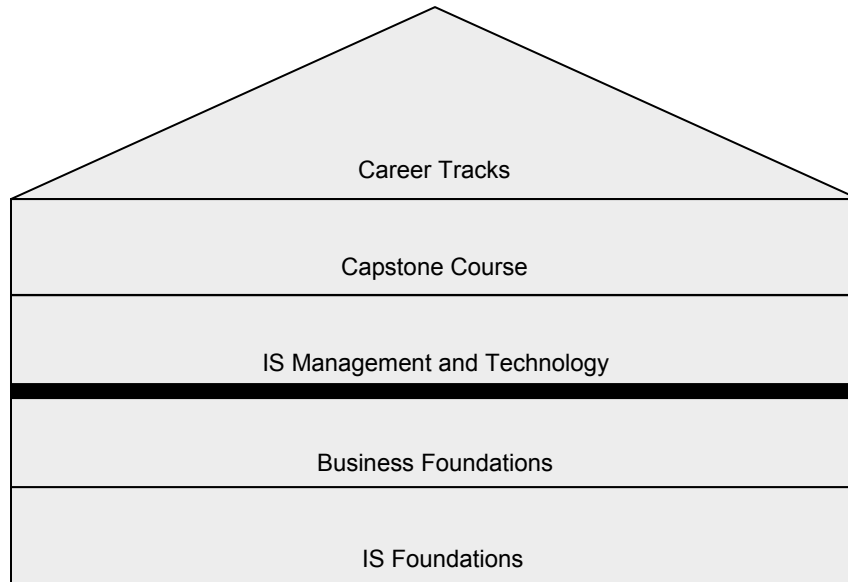 Career Tracks
Capstone Course
IS Management and Technology
Business Foundations
IS Foundations